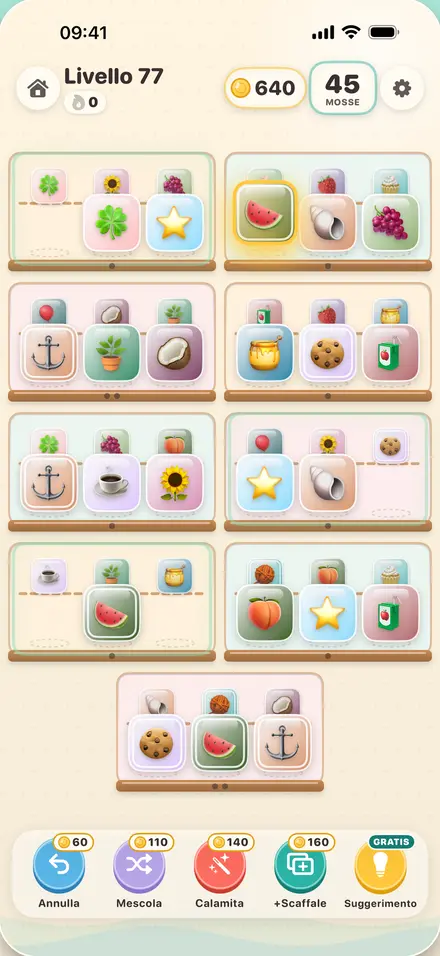 09:41
Livello 77
0
640
45
MOSSE
60
110
140
160
GRATIS
Annulla
Mescola
Calamita
+Scaffale
Suggerimento